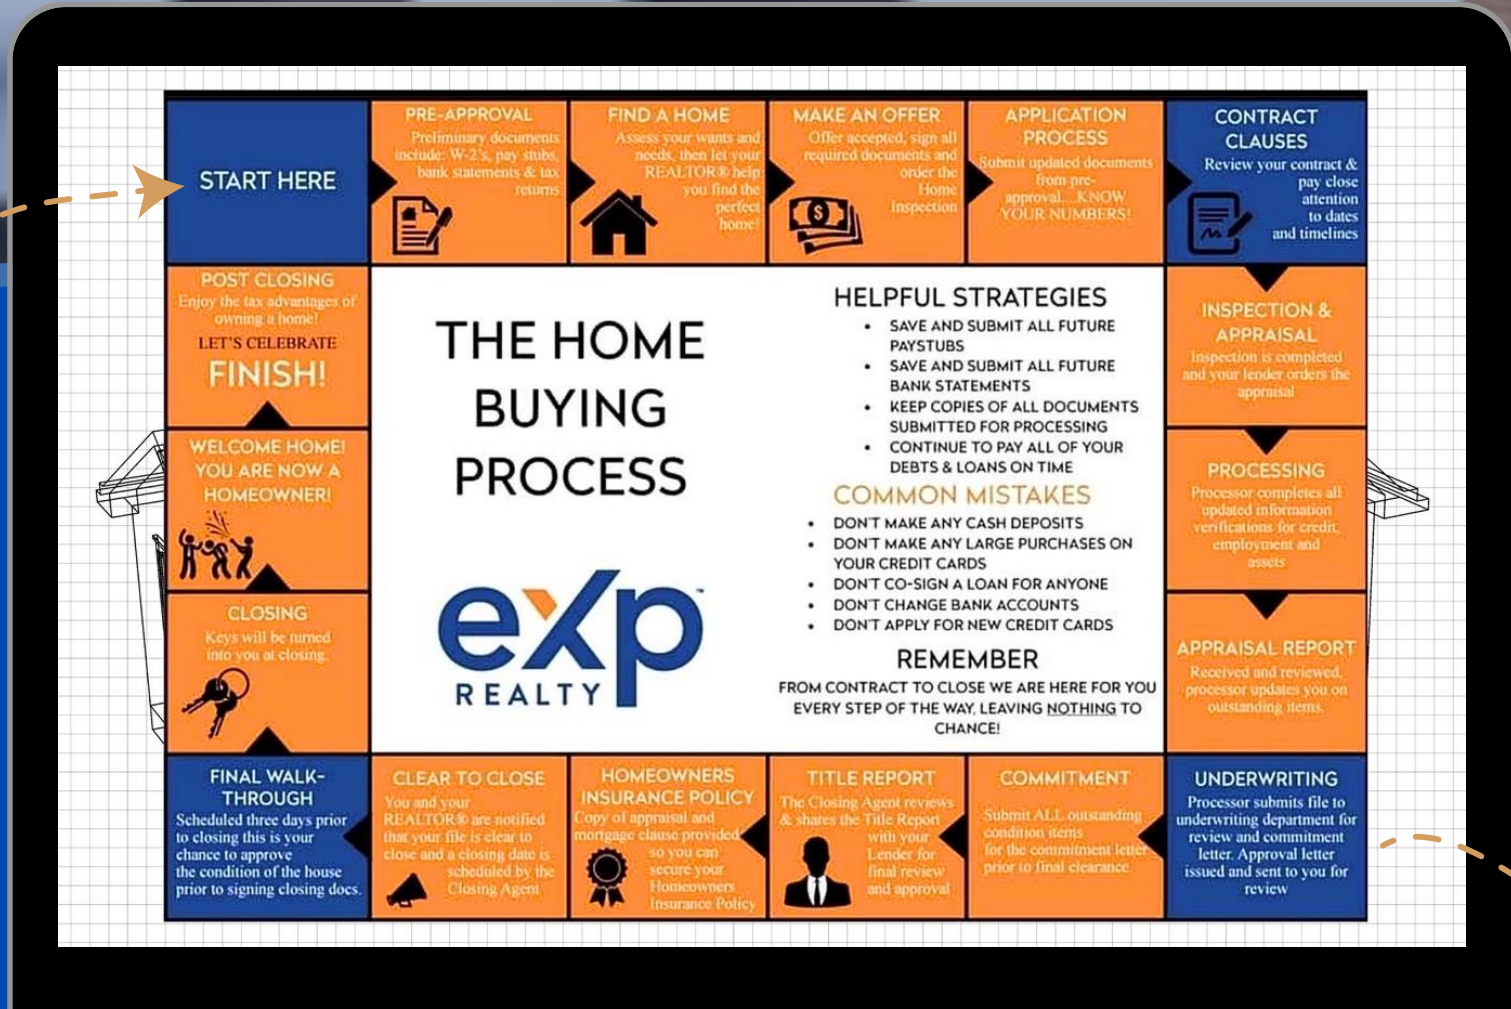 START HERE
PRE-APPROVAL
Preliminary documents
include: W-2's, pay stubs,
bank statements & tax
returns
FIND A HOME
Assess your wants and
needs, then let your
REALTOR® help
you find the
perfect
home!
MAKE AN OFFER
Offer accepted, sign all
required documents and
order the
Home
Inspection
APPLICATION
PROCESS
Submit updated documents
from pre-
approval....KNOW
YOUR NUMBERS!
CONTRACT
CLAUSES
Review your contract &
pay close
attention
to dates
and timelines
INSPECTION &
APPRAISAL
Inspection is completed
and your lender orders the
appraisal
PROCESSING
Processor completes all
updated information
verifications for credit,
employment and
assets
APPRAISAL REPORT
Received and reviewed,
processor updates you on
outstanding items.
UNDERWRITING
Processor submits file to
underwriting department for
review and commitment
letter. Approval letter
issued and sent to you for
review
COMMITMENT
Submit ALL outstanding
condition items
for the commitment letter
prior to final clearance.
TITLE REPORT
The Closing Agent reviews
& shares the Title Report
with your
Lender for
final review
and approval
HOMEOWNERS
INSURANCE POLICY
Copy of appraisal and
mortgage clause provided
so you can
secure your
Homeowners
Insurance Policy
CLEAR TO CLOSE
You and your
REALTOR® are notified
that your file is clear to
close and a closing date is
scheduled by the
Closing Agent
FINAL WALK-
THROUGH
Scheduled three days prior
to closing this is your
chance to approve
the condition of the house
prior to signing closing docs.
CLOSING
Keys will be turned
into you at closing.
WELCOME HOME!
YOU ARE NOW A
HOMEOWNER!
POST CLOSING
Enjoy the tax advantages of
owning a home!
LET'S CELEBRATE
FINISH!
THE HOME
BUYING
PROCESS
eXp
REALTY
™
HELPFUL STRATEGIES
• SAVE AND SUBMIT ALL FUTURE
PAYSTUBS
• SAVE AND SUBMIT ALL FUTURE
BANK STATEMENTS
• KEEP COPIES OF ALL DOCUMENTS
SUBMITTED FOR PROCESSING
• CONTINUE TO PAY ALL OF YOUR
DEBTS & LOANS ON TIME
COMMON MISTAKES
• DON'T MAKE ANY CASH DEPOSITS
• DON'T MAKE ANY LARGE PURCHASES ON
YOUR CREDIT CARDS
• DON'T CO-SIGN A LOAN FOR ANYONE
• DON'T CHANGE BANK ACCOUNTS
• DON'T APPLY FOR NEW CREDIT CARDS
REMEMBER
FROM CONTRACT TO CLOSE WE ARE HERE FOR YOU
EVERY STEP OF THE WAY, LEAVING NOTHING TO
CHANCE!